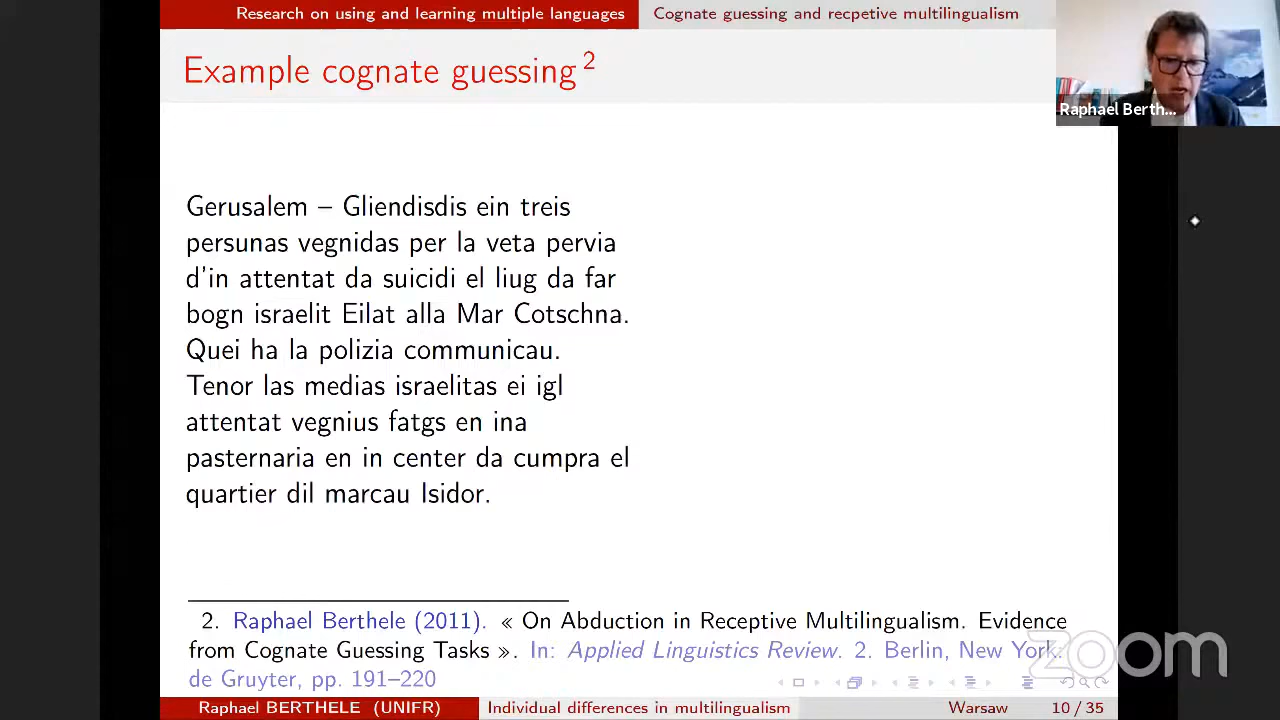 Research on using and learning multiple languages
Cognate guessing and recpetive multilingualism
Example cognate guessing 2
Raphael Berth...
Gerusalem – Gliendisdis ein treis
persunas vegnidas per la veta pervia
d'in attentat da suicidi el liug da far
bogn israelit Eilat alla Mar Cotschna.
Quei ha la polizia communicau.
Tenor las medias israelitas ei igl
attentat vegnius fatgs en ina
pasternaria en in center da cumpra el
quartier dil marcau Isidor.
2. Raphael Berthele (2011). « On Abduction in Receptive Multilingualism. Evidence
from Cognate Guessing Tasks ». In: Applied Linguistics Review. 2. Berlin, New York:
de Gruyter, pp. 191–220
zoom
Raphael BERTHELE (UNIFR)
Individual differences in multilingualism
Warsaw
10 / 35